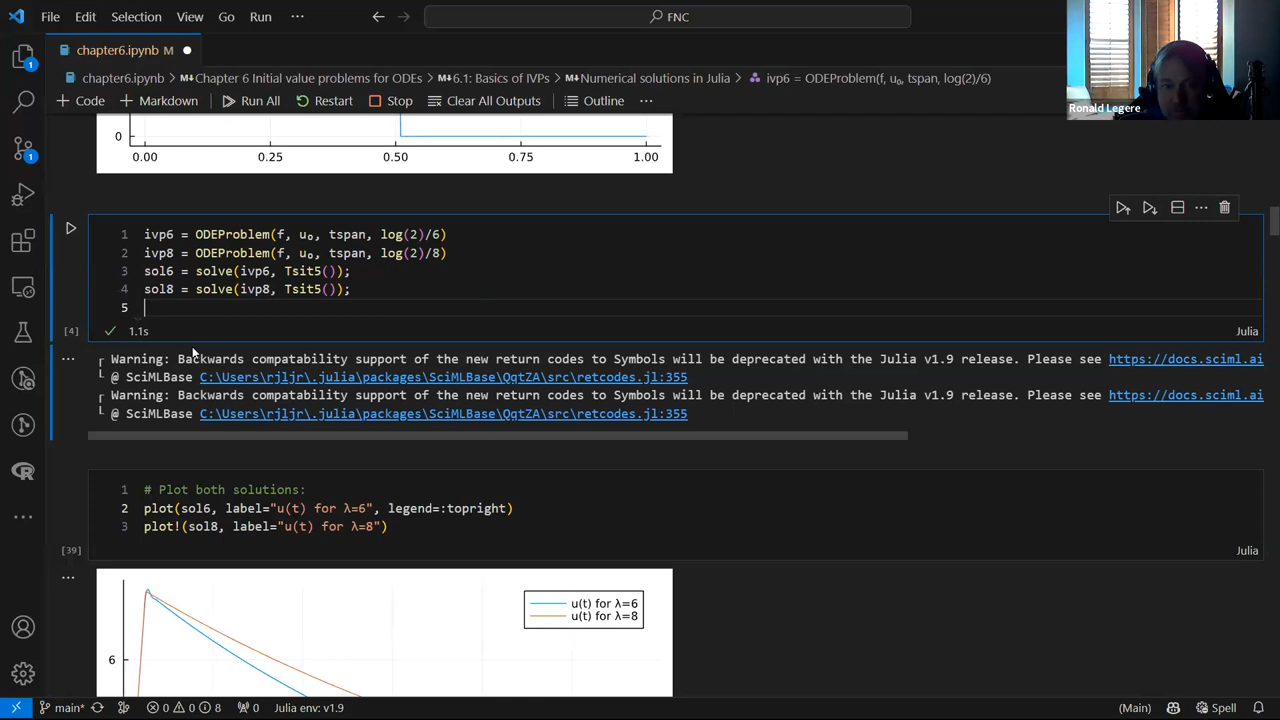 File Edit Selection View Go Run ··· FNC
chapter6.ipynb M
chapter6.ipynb > M↓Chapter 6 Initial value problems for ODEs > M↓6.1: Basics of IVPs > M↓Numerical solutions in Julia > ivp6 = ODEProblem(f, u₀, tspan, log(2)/6)
Ronald Legere
+ Code + Markdown Run All Restart Stop Clear All Outputs Outline ···
0
0.00 0.25 0.50 0.75 1.00
1 ivp6 = ODEProblem(f, u₀, tspan, log(2)/6)
2 ivp8 = ODEProblem(f, u₀, tspan, log(2)/8)
3 sol6 = solve(ivp6, Tsit5());
4 sol8 = solve(ivp8, Tsit5());
5
[4] ✓ 1.1s Julia
┌ Warning: Backwards compatability support of the new return codes to Symbols will be deprecated with the Julia v1.9 release. Please see https://docs.sciml.ai
└ @ SciMLBase C:\Users\rjljr\.julia\packages\SciMLBase\QqtZA\src\retcodes.jl:355
┌ Warning: Backwards compatability support of the new return codes to Symbols will be deprecated with the Julia v1.9 release. Please see https://docs.sciml.ai
└ @ SciMLBase C:\Users\rjljr\.julia\packages\SciMLBase\QqtZA\src\retcodes.jl:355
1 # Plot both solutions:
2 plot(sol6, label="u(t) for λ=6", legend=:topright)
3 plot!(sol8, label="u(t) for λ=8")
[39] Julia
u(t) for λ=6
u(t) for λ=8
6
main* 0 0 8 0 Julia env: v1.9 (Main) Spell